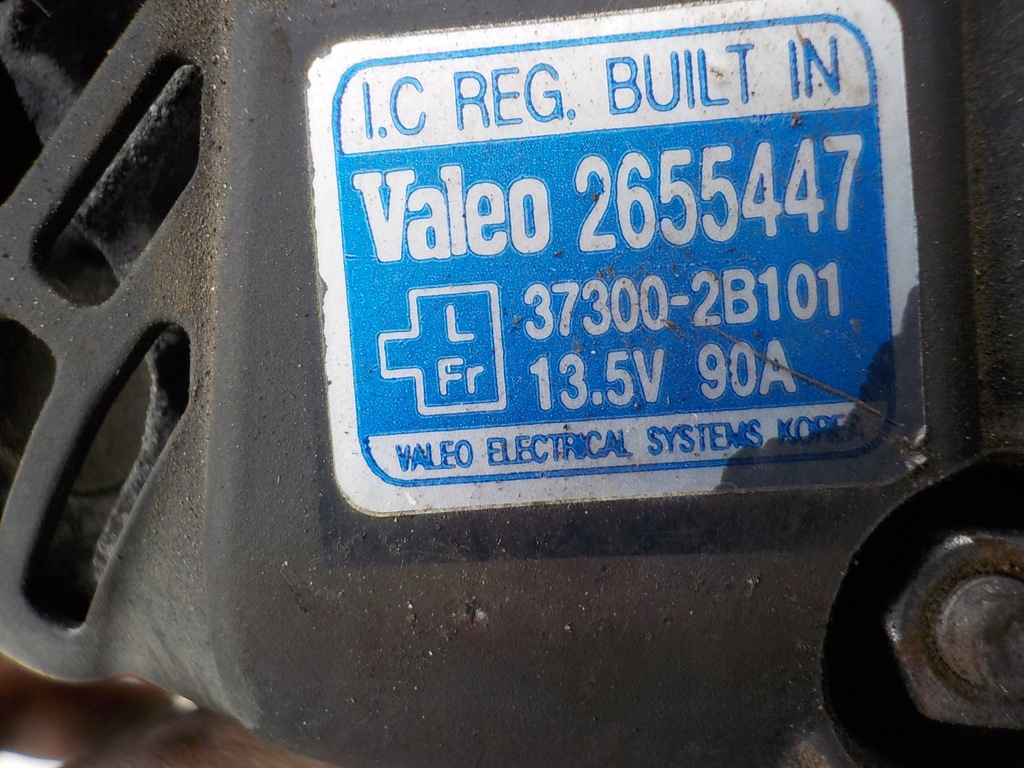 I.C REG. BUILT IN
Valeo 2655447
L
Fr
37300-2B101
13.5V 90A
VALEO ELECTRICAL SYSTEMS KOREA